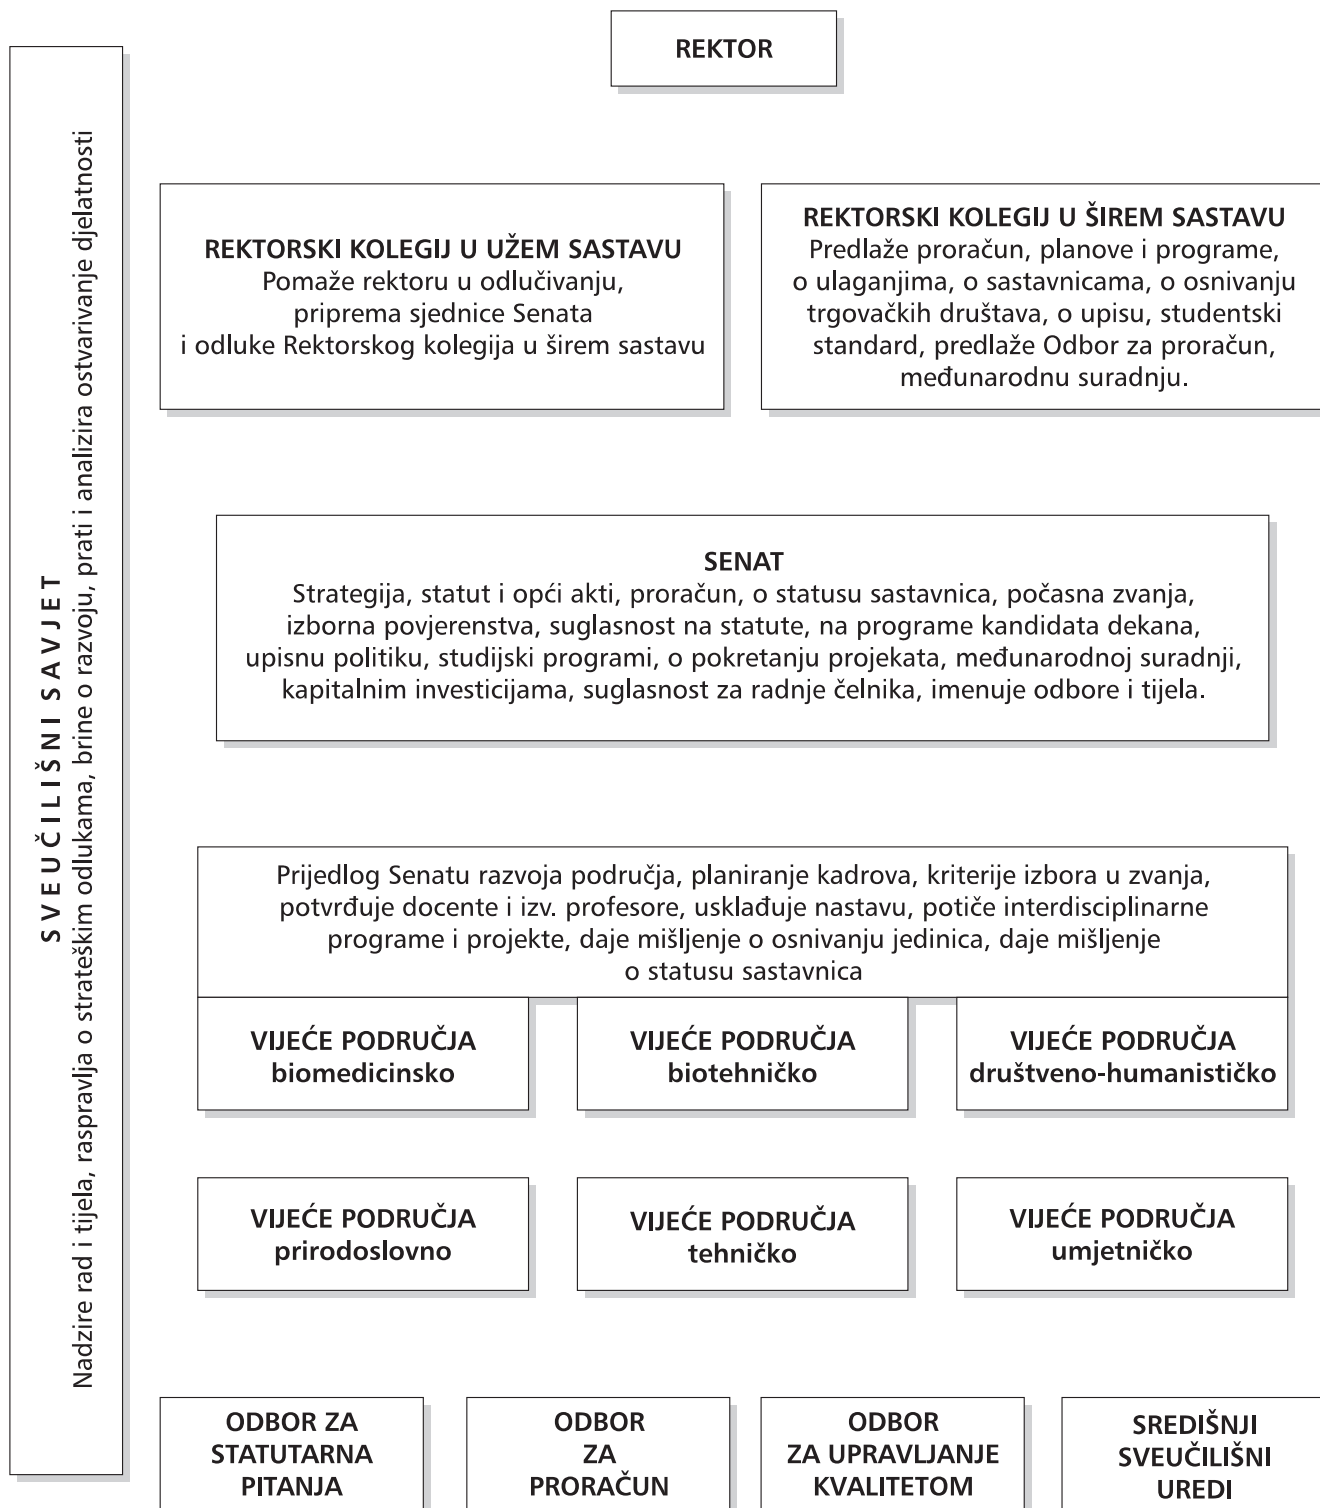 REKTOR
SVEUČILIŠNI SAVJET
Nadzire rad i tijela, raspravlja o strateškim odlukama, brine o razvoju, prati i analizira ostvarivanje djelatnosti
REKTORSKI KOLEGIJ U UŽEM SASTAVU
Pomaže rektoru u odlučivanju,
priprema sjednice Senata
i odluke Rektorskog kolegija u širem sastavu
REKTORSKI KOLEGIJ U ŠIREM SASTAVU
Predlaže proračun, planove i programe,
o ulaganjima, o sastavnicama, o osnivanju
trgovačkih društava, o upisu, studentski
standard, predlaže Odbor za proračun,
međunarodnu suradnju.
SENAT
Strategija, statut i opći akti, proračun, o statusu sastavnica, počasna zvanja,
izborna povjerenstva, suglasnost na statute, na programe kandidata dekana,
upisnu politiku, studijski programi, o pokretanju projekata, međunarodnoj suradnji,
kapitalnim investicijama, suglasnost za radnje čelnika, imenuje odbore i tijela.
Prijedlog Senatu razvoja područja, planiranje kadrova, kriterije izbora u zvanja,
potvrđuje docente i izv. profesore, usklađuje nastavu, potiče interdisciplinarne
programe i projekte, daje mišljenje o osnivanju jedinica, daje mišljenje
o statusu sastavnica
VIJEĆE PODRUČJA
biomedicinsko
VIJEĆE PODRUČJA
biotehničko
VIJEĆE PODRUČJA
društveno-humanističko
VIJEĆE PODRUČJA
prirodoslovno
VIJEĆE PODRUČJA
tehničko
VIJEĆE PODRUČJA
umjetničko
ODBOR ZA
STATUTARNA
PITANJA
ODBOR
ZA
PRORAČUN
ODBOR
ZA UPRAVLJANJE
KVALITETOM
SREDIŠNJI
SVEUČILIŠNI
UREDI